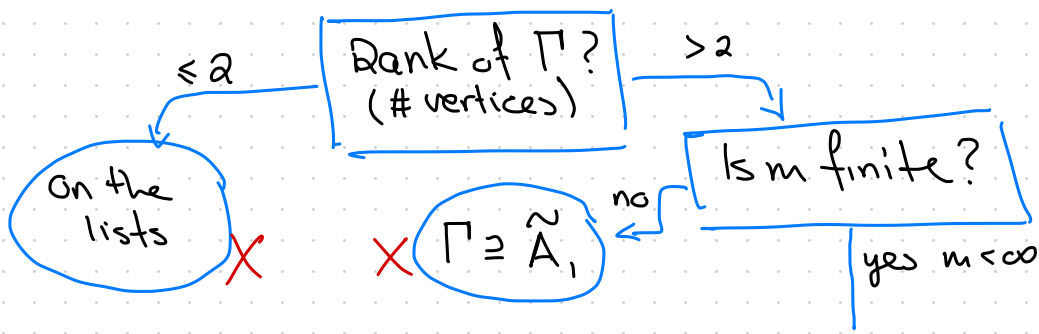 Rank of Γ?
(# vertices)
≤ 2
> 2
On the
lists
X
X
Γ ⊇ Ã₁
no
Is m finite?
yes m < ∞